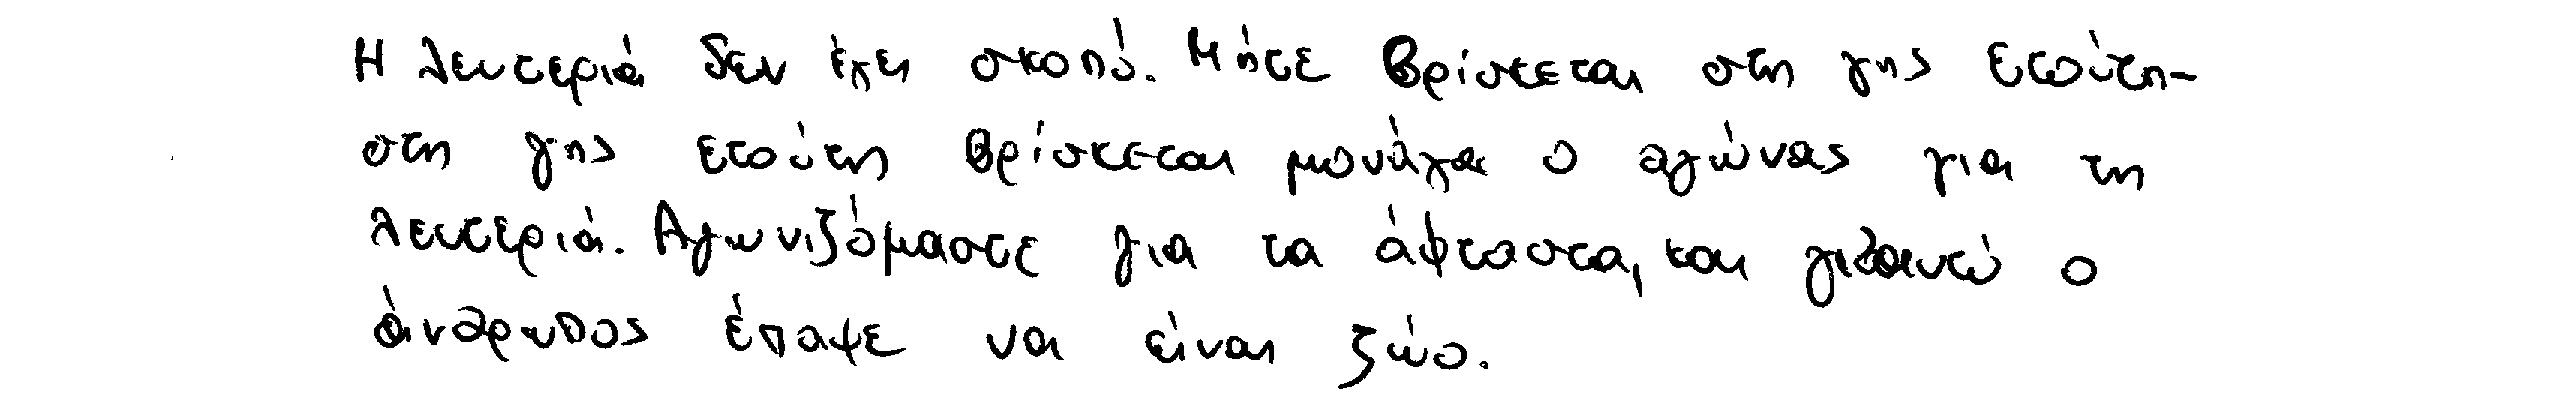 Η λευτεριά δεν έχει σκοπό. Μήτε βρίσκεται στη γης ετούτη-
στη γης ετούτη βρίσκεται μονάχα ο αγώνας για τη
λευτεριά. Αγωνιζόμαστε για τα άφταστα, και γιαυτό ο
άνθρωπος έπαψε να είναι ζώο.